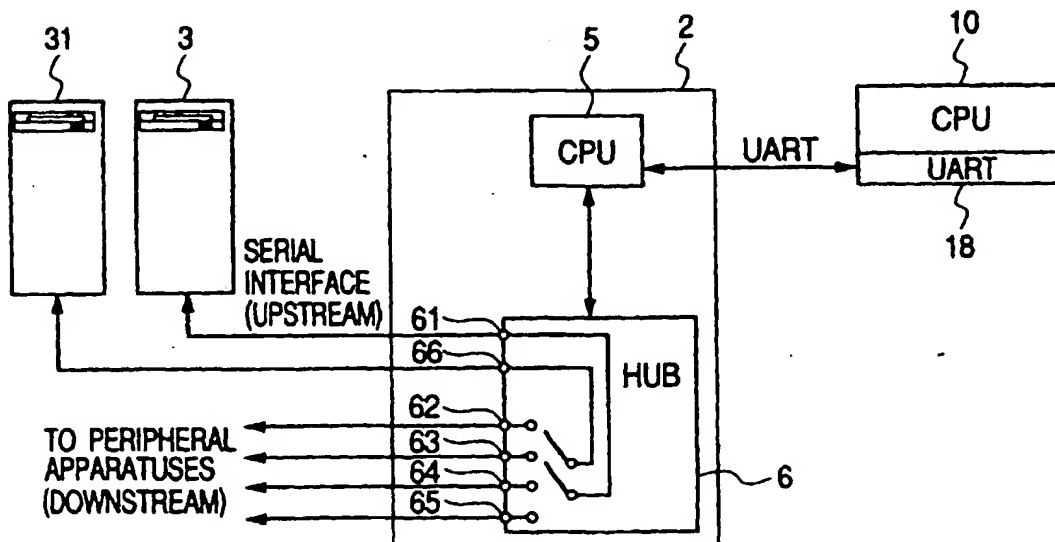 31
3
5
2
10
CPU
UART
CPU
UART
18
SERIAL
INTERFACE
(UPSTREAM)
61
66
HUB
62
63
64
65
TO PERIPHERAL
APPARATUSES
(DOWNSTREAM)
6